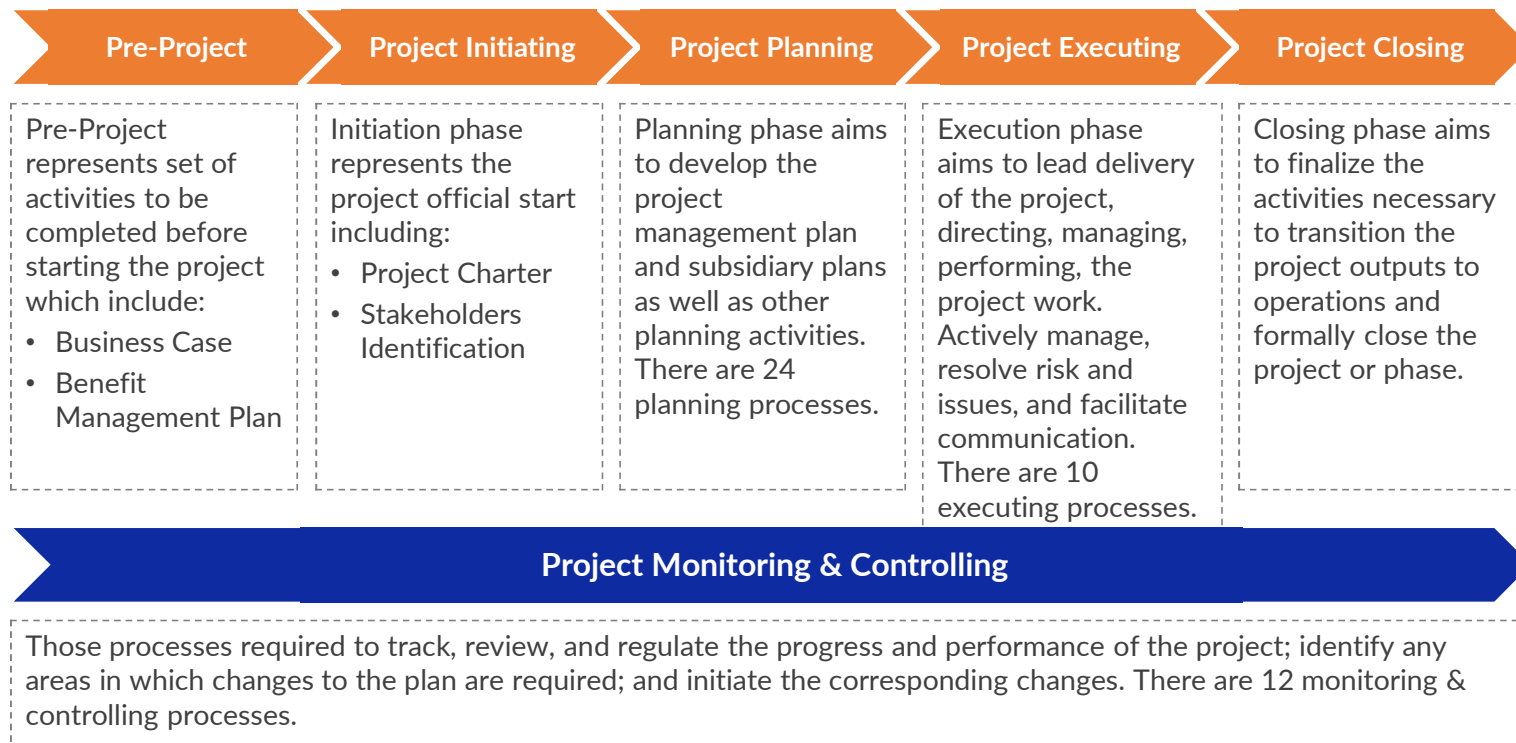 Pre-Project
Project Initiating
Project Planning
Project Executing
Project Closing
Pre-Project
represents set of
activities to be
completed before
starting the project
which include:
• Business Case
• Benefit
Management Plan
Initiation phase
represents the
project official start
including:
• Project Charter
• Stakeholders
Identification
Planning phase aims
to develop the
project
management plan
and subsidiary plans
as well as other
planning activities.
There are 24
planning processes.
Execution phase
aims to lead delivery
of the project,
directing, managing,
performing, the
project work.
Actively manage,
resolve risk and
issues, and facilitate
communication.
There are 10
executing processes.
Closing phase aims
to finalize the
activities necessary
to transition the
project outputs to
operations and
formally close the
project or phase.
Project Monitoring & Controlling
Those processes required to track, review, and regulate the progress and performance of the project; identify any
areas in which changes to the plan are required; and initiate the corresponding changes. There are 12 monitoring &
controlling processes.